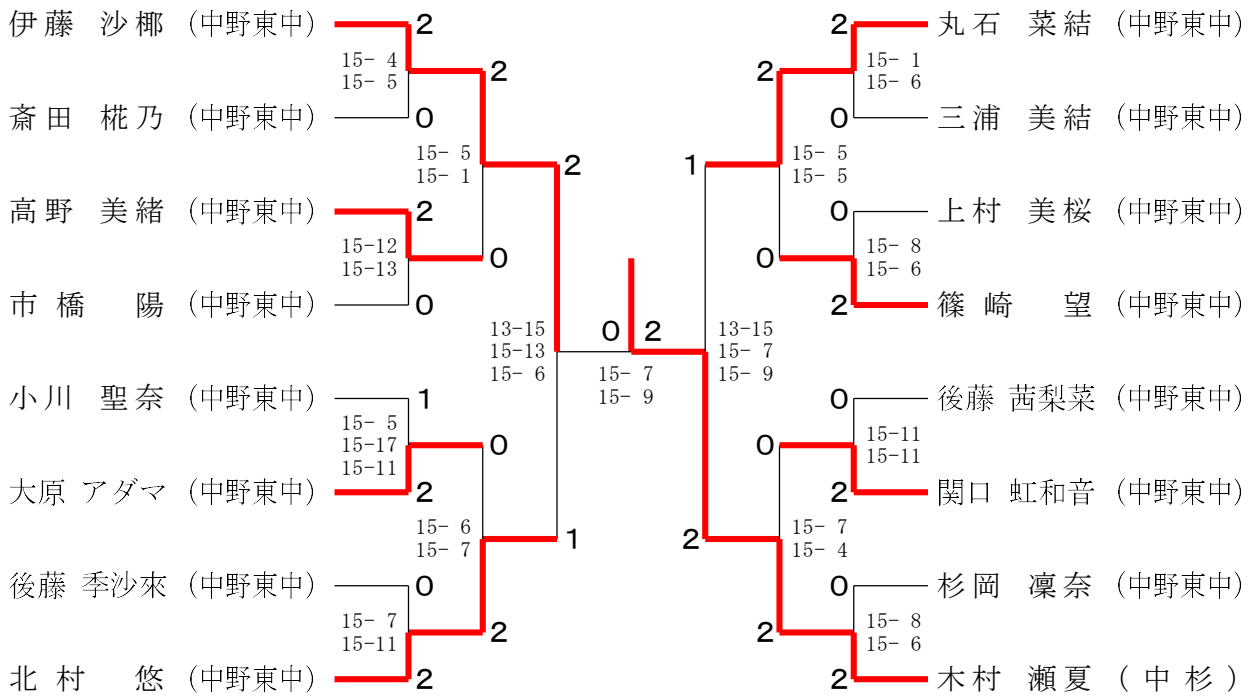 伊藤 沙椰 (中野東中) 2
15- 4
15- 5
2
斎田 椛乃 (中野東中) 0
15- 5
15- 1
2
高野 美緒 (中野東中) 2
15-12
15-13
0
市橋 陽 (中野東中) 0
13-15
15-13
15- 6
小川 聖奈 (中野東中) 1
15- 5
15-17
15-11
0
大原 アダマ (中野東中) 2
15- 6
15- 7
1
後藤 季沙來 (中野東中) 0
15- 7
15-11
2
北村 悠 (中野東中) 2
0 2
15- 7
15- 9
2 丸石 菜結 (中野東中)
2
15- 1
15- 6
0 三浦 美結 (中野東中)
1
15- 5
15- 5
0 上村 美桜 (中野東中)
0
15- 8
15- 6
2 篠崎 望 (中野東中)
13-15
15- 7
15- 9
0 後藤 茜梨菜 (中野東中)
0
15-11
15-11
2 関口 虹和音 (中野東中)
2
15- 7
15- 4
0 杉岡 凜奈 (中野東中)
2
15- 8
15- 6
2 木村 瀬夏 (中杉)